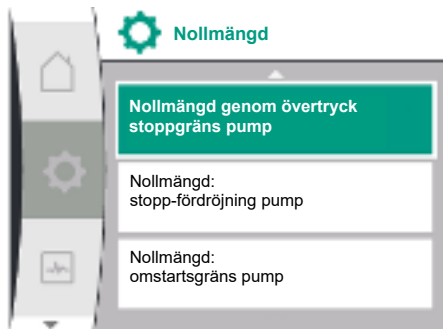 Nollmängd
Nollmängd genom övertryck
stoppgräns pump
Nollmängd:
stopp-fördröjning pump
Nollmängd:
omstartsgräns pump